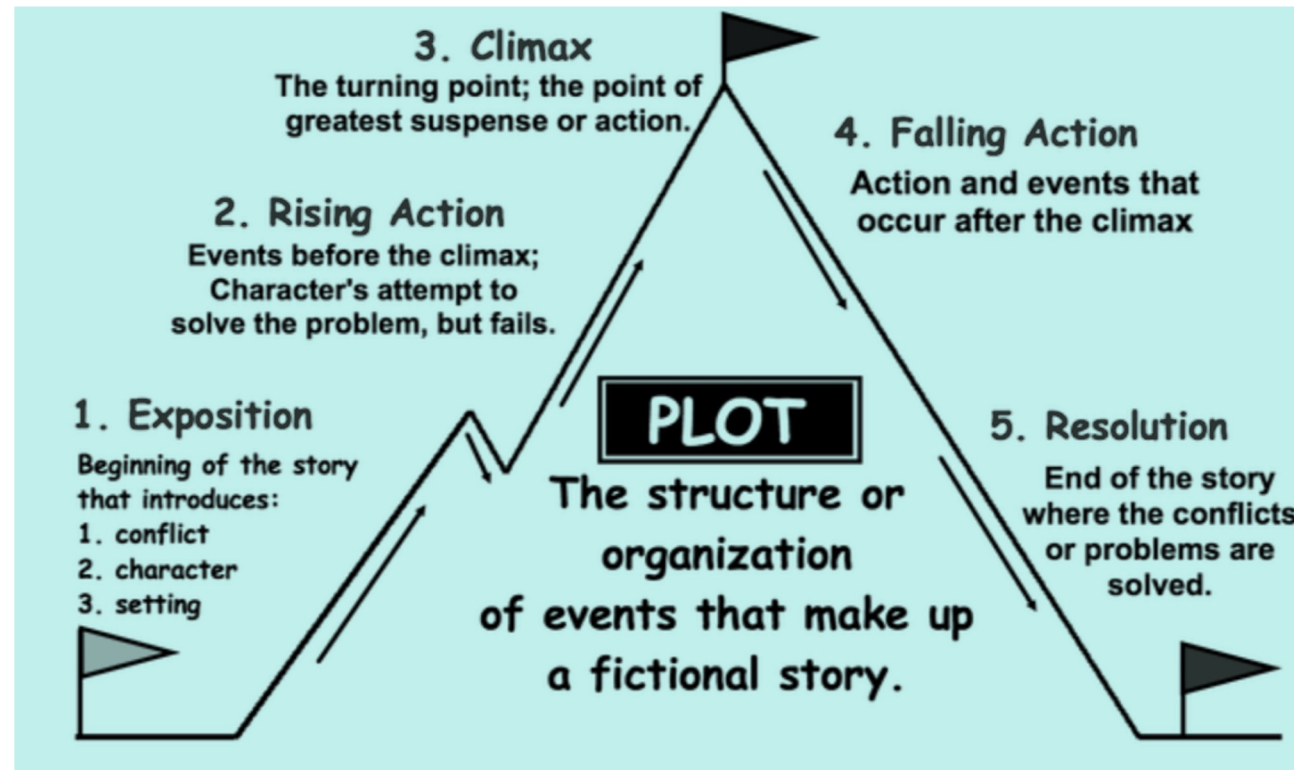 3. Climax
The turning point; the point of
greatest suspense or action.
4. Falling Action
Action and events that
occur after the climax
2. Rising Action
Events before the climax;
Character's attempt to
solve the problem, but fails.
1. Exposition
Beginning of the story
that introduces:
1. conflict
2. character
3. setting
PLOT
The structure or
organization
of events that make up
a fictional story.
5. Resolution
End of the story
where the conflicts
or problems are
solved.